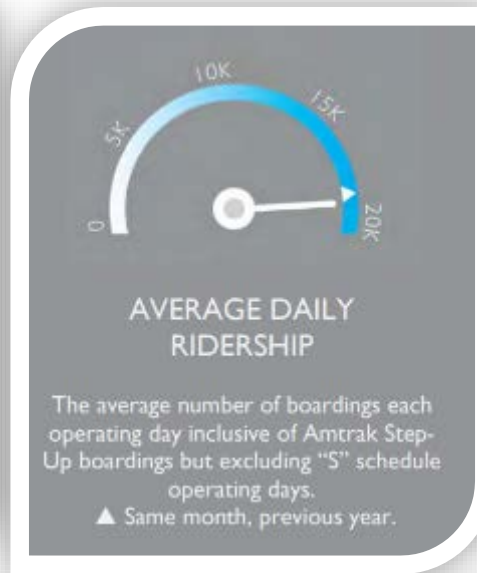 0
5K
10K
15K
20K
AVERAGE DAILY
RIDERSHIP
The average number of boardings each
operating day inclusive of Amtrak Step-
Up boardings but excluding “S” schedule
operating days.
▲ Same month, previous year.